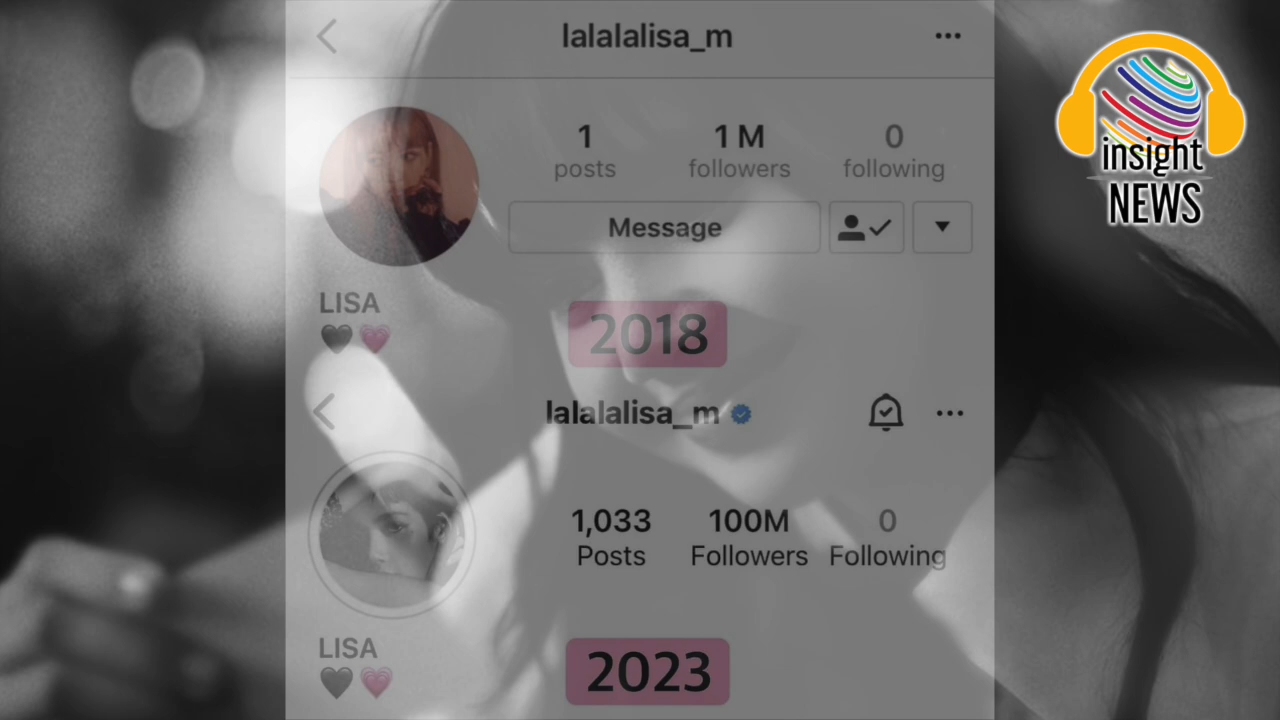 lalalalisa_m
1 1 M 0
posts followers following
Message
LISA
🖤 💗
2018
lalalalisa_m
1,033 100M 0
Posts Followers Following
LISA
🖤 💗
2023
insight
NEWS